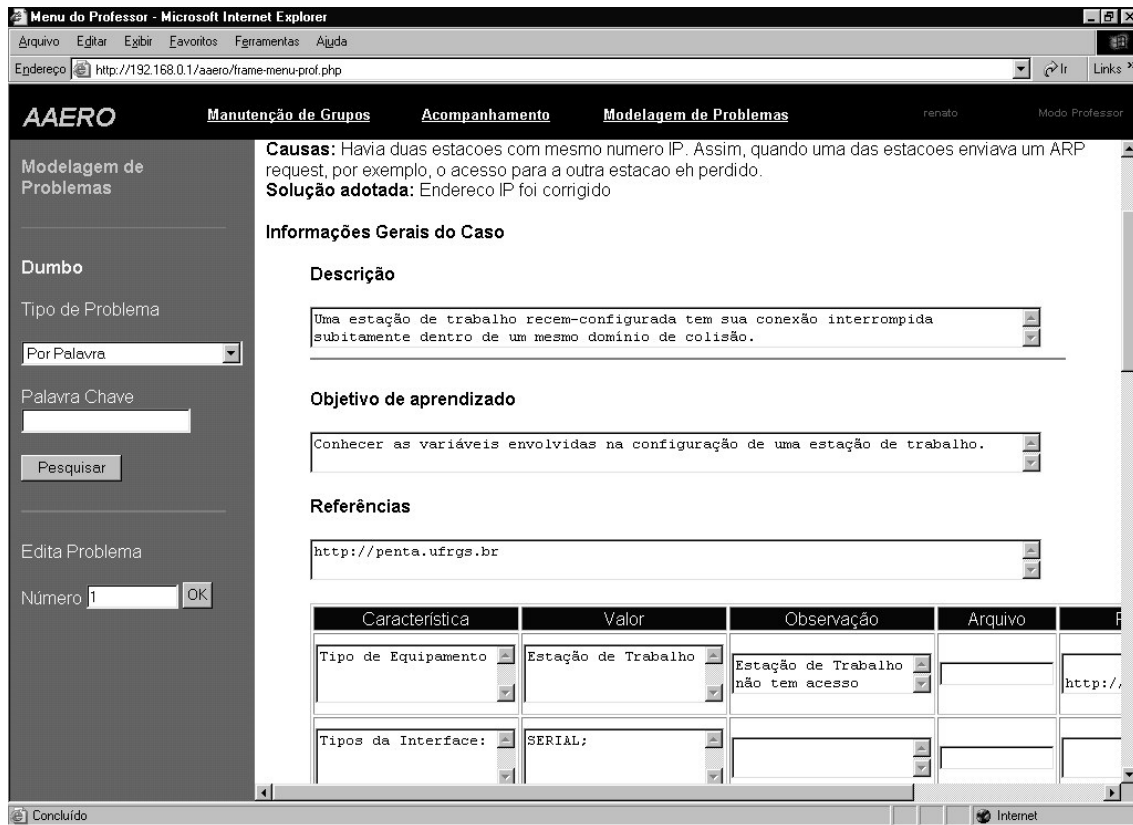 Menu do Professor - Microsoft Internet Explorer
Arquivo Editar Exibir Favoritos Ferramentas Ajuda
Endereço http://192.168.0.1/aaero/frame-menu-prof.php Ir Links »
AAERO Manutenção de Grupos Acompanhamento Modelagem de Problemas renato Modo Professor
Modelagem de
Problemas
Dumbo
Tipo de Problema
Por Palavra
Palavra Chave
Pesquisar
Edita Problema
Número 1 OK
Causas: Havia duas estacoes com mesmo numero IP. Assim, quando uma das estacoes enviava um ARP
request, por exemplo, o acesso para a outra estacao eh perdido.
Solução adotada: Endereco IP foi corrigido
Informações Gerais do Caso
Descrição
Uma estação de trabalho recem-configurada tem sua conexão interrompida
subitamente dentro de um mesmo domínio de colisão.
Objetivo de aprendizado
Conhecer as variáveis envolvidas na configuração de uma estação de trabalho.
Referências
http://penta.ufrgs.br
Característica Valor Observação Arquivo
Tipo de Equipamento Estação de Trabalho Estação de Trabalho
não tem acesso http:/
Tipos da Interface: SERIAL;
Concluído Internet